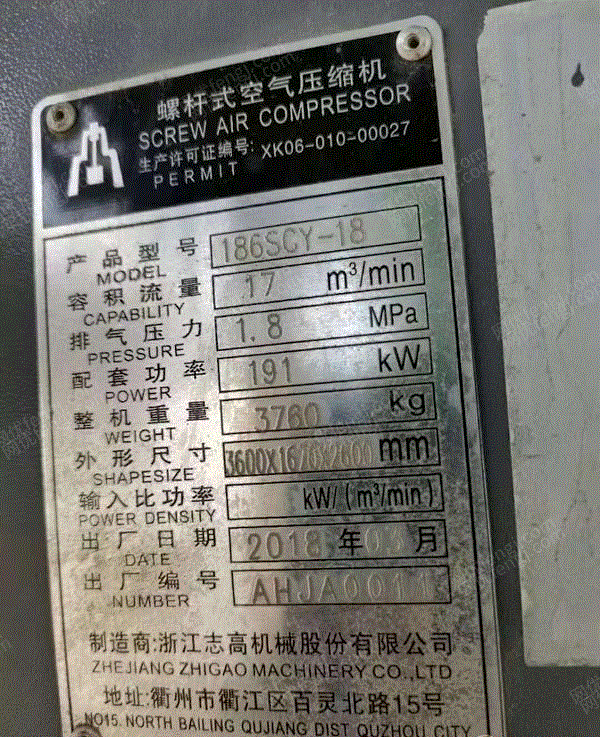 螺杆式空气压缩机
SCREW AIR COMPRESSOR
生产许可证编号: XK06-010-00027
PERMIT
产品型号 186SCY-18
MODEL
容积流量 17 m³/min
CAPABILITY
排气压力 1.8 MPa
PRESSURE
配套功率 191 kW
POWER
整机重量 3760 kg
WEIGHT
外形尺寸 3600X1670X2600 mm
SHAPESIZE
输入比功率 kW/(m³/min)
POWER DENSITY
出厂日期 2018年 月
DATE
出厂编号 AHJA0011
NUMBER
制造商:浙江志高机械股份有限公司
ZHEJIANG ZHIGAO MACHINERY CO.,LTD
地址:衢州市衢江区百灵北路15号
NO15. NORTH BAILING QUJIANG DIST QUZHOU CITY